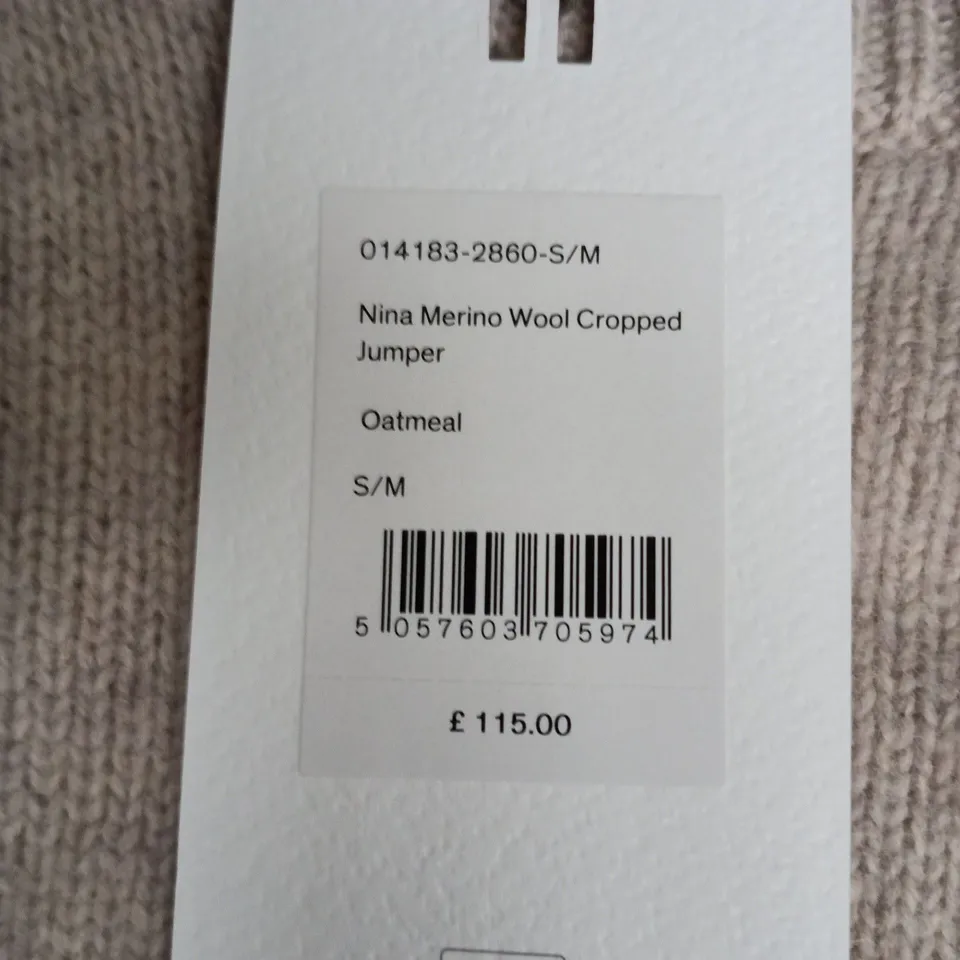 014183-2860-S/M
Nina Merino Wool Cropped
Jumper
Oatmeal
S/M
5 057603 705974
£ 115.00